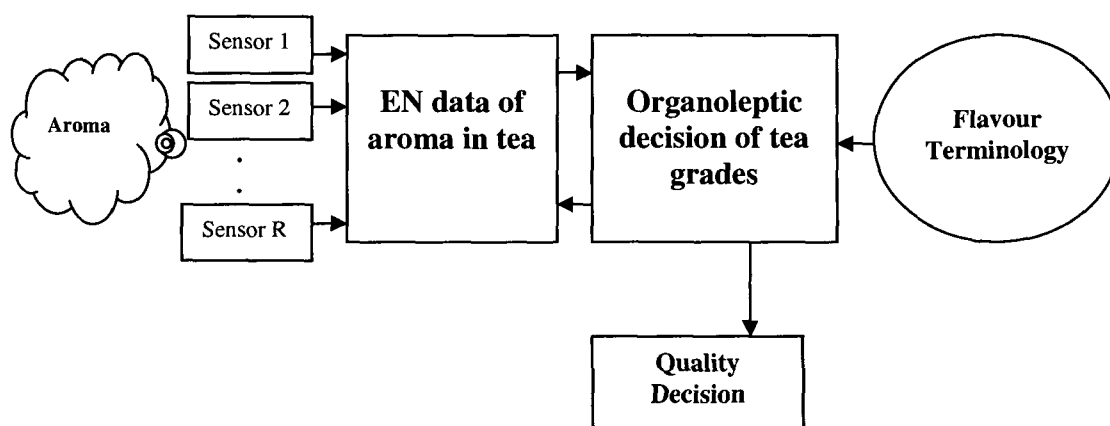 Aroma
Sensor 1
Sensor 2
.
.
Sensor R
EN data of
aroma in tea
Organoleptic
decision of tea
grades
Flavour
Terminology
Quality
Decision